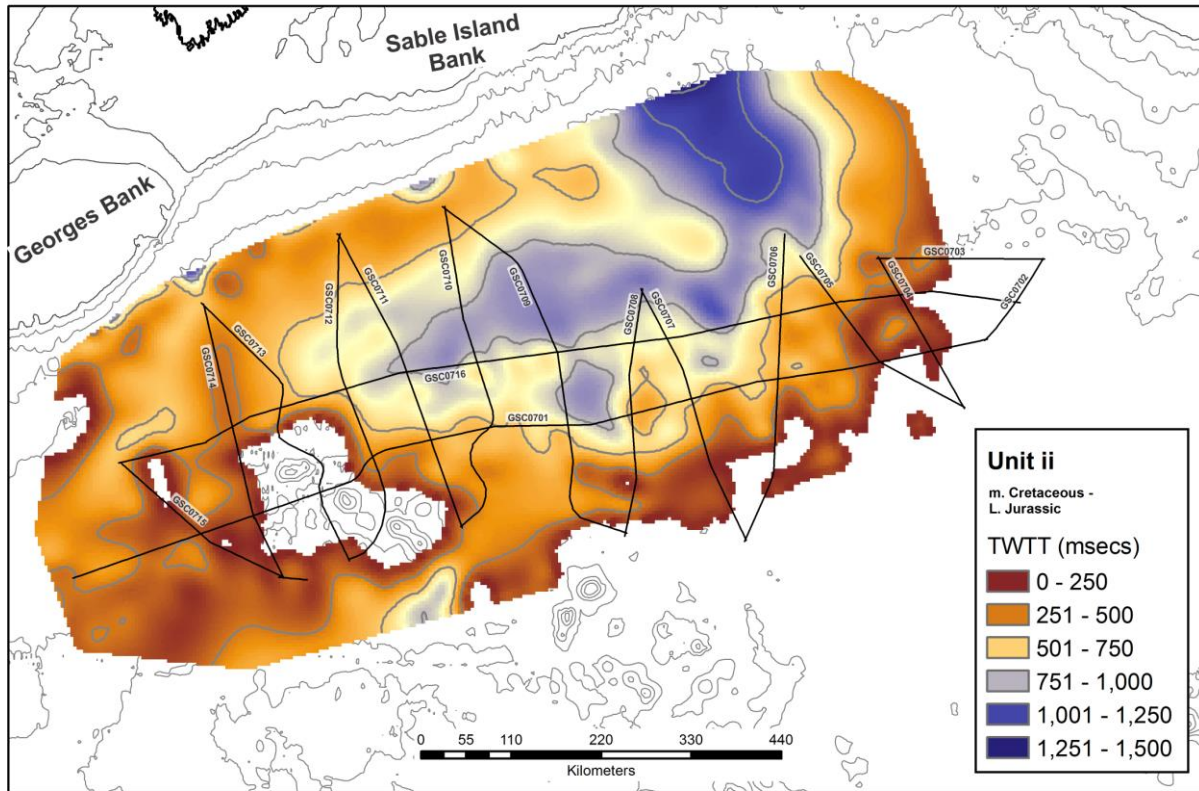 Sable Island
Bank
Georges Bank
GSC0703
GSC0702
GSC0706
GSC0705
GSC0704
GSC0710
GSC0709
GSC0712
GSC0711
GSC0708
GSC0707
GSC0714
GSC0713
GSC0716
GSC0701
GSC0715
Unit ii
m. Cretaceous -
L. Jurassic
TWTT (msecs)
0 - 250
251 - 500
501 - 750
751 - 1,000
1,001 - 1,250
1,251 - 1,500
0 55 110 220 330 440
Kilometers